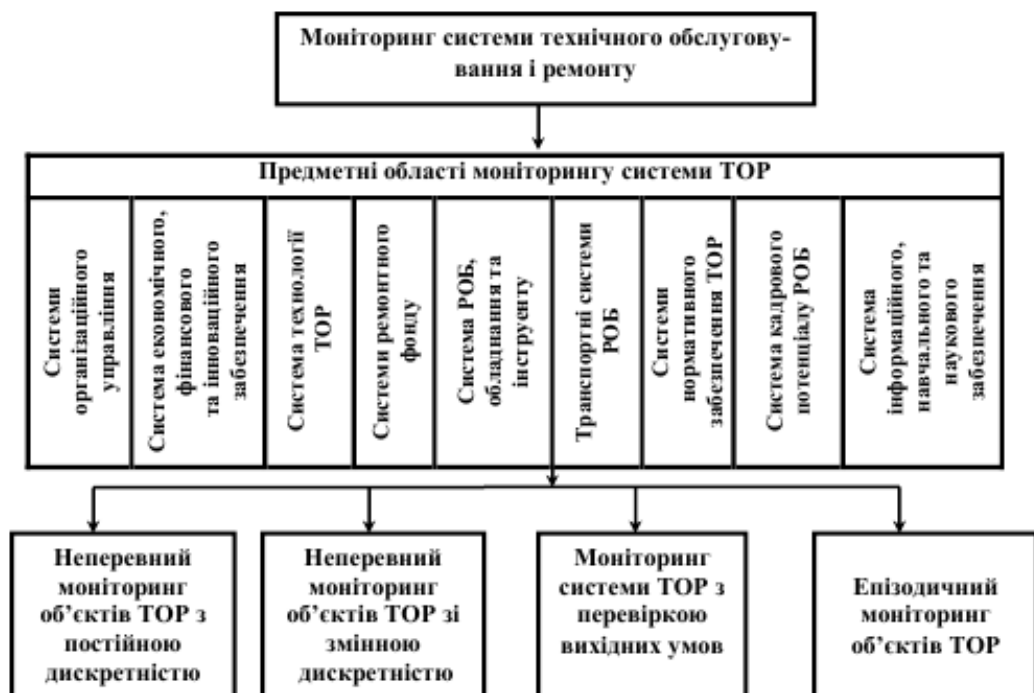 Моніторинг системи технічного обслугову-
вання і ремонту
Предметні області моніторингу системи ТОР
Системи
організаційного
управління
Система економічного,
фінансового
та інноваційного
забезпечення
Система технології
ТОР
Системи ремонтного
фонду
Система РОБ,
обладнання та
інструенту
Транспортні системи
РОБ
Системи
нормативного
забезпечення ТОР
Система кадрового
потенціалу РОБ
Система
інформаційного,
навчального та
наукового
забезпечення
Неперевний
моніторинг
об’єктів ТОР з
постійною
дискретністю
Неперевний
моніторинг
об’єктів ТОР зі
змінною
дискретністю
Моніторинг
системи ТОР з
перевіркою
вихідних умов
Епізодичний
моніторинг
об’єктів ТОР